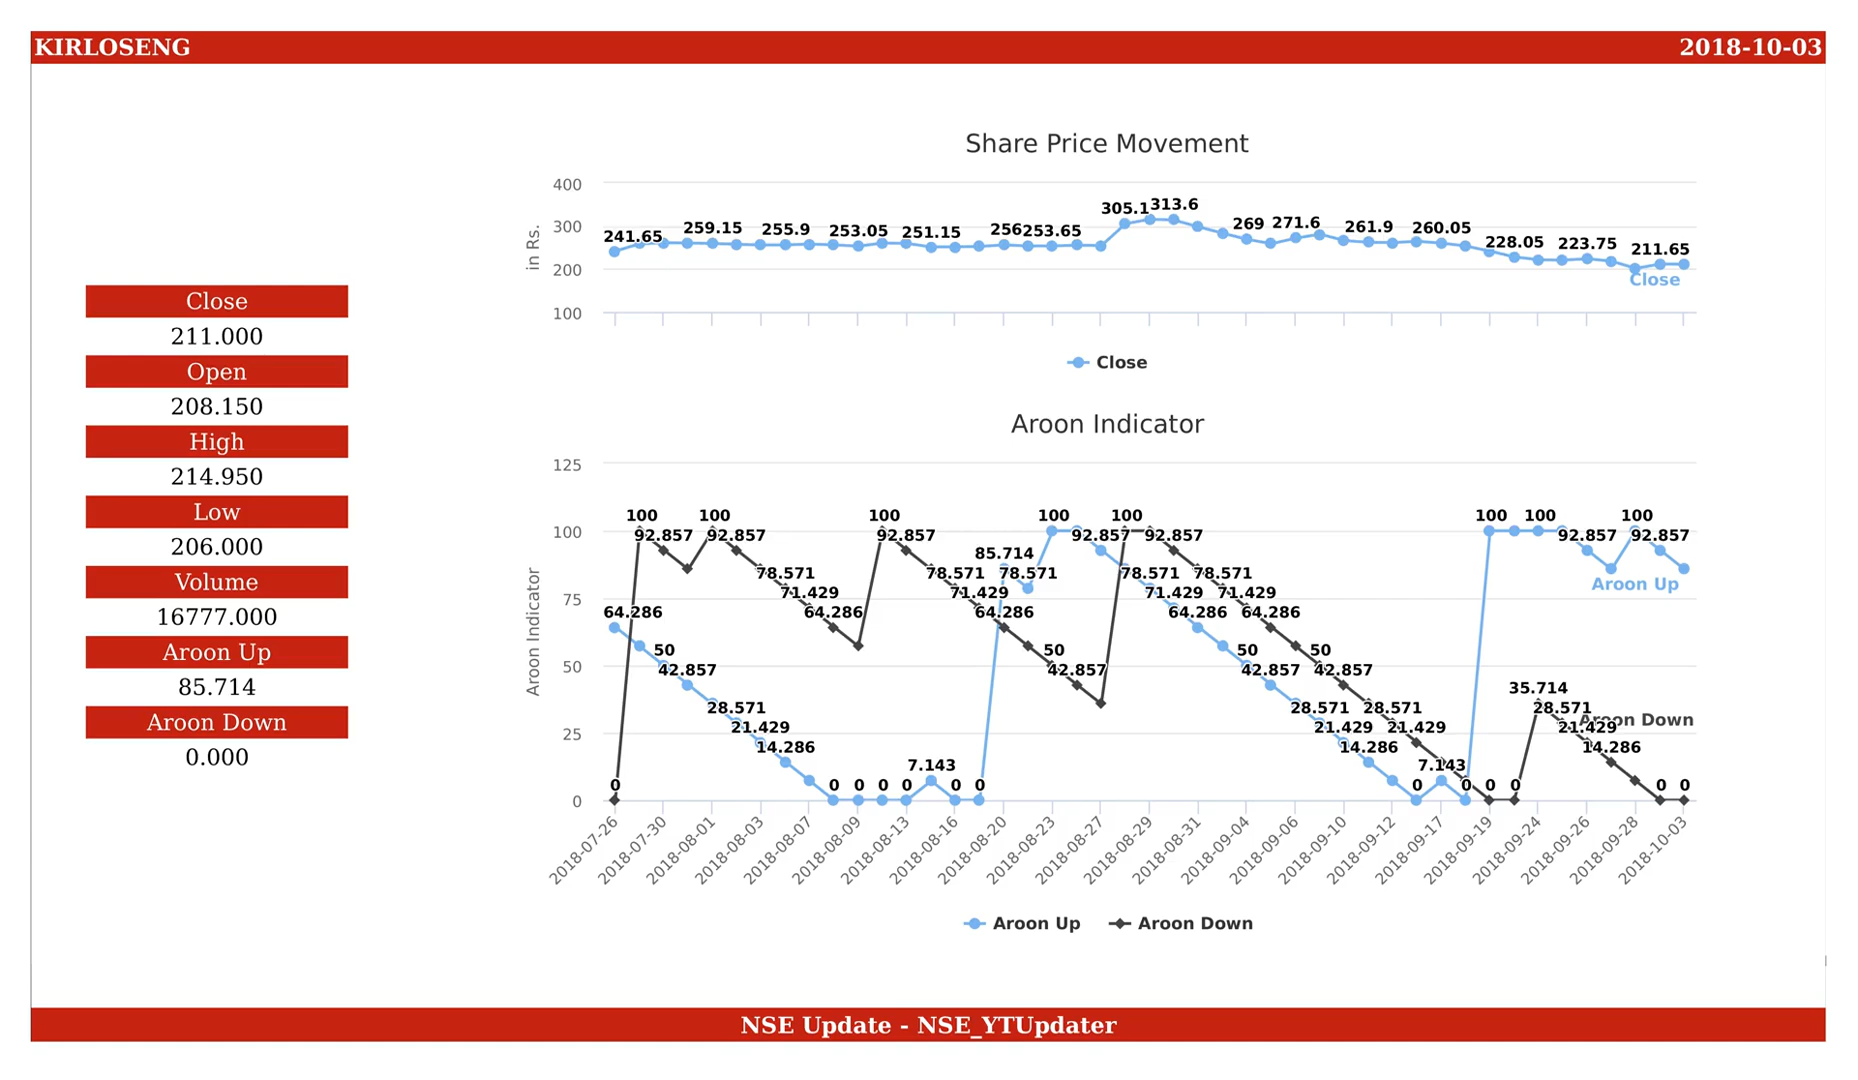 KIRLOSENG 2018-10-03
Close
211.000
Open
208.150
High
214.950
Low
206.000
Volume
16777.000
Aroon Up
85.714
Aroon Down
0.000
Share Price Movement
in Rs.
400
300
200
100
241.65 259.15 255.9 253.05 251.15 256 253.65 305.1 313.6 269 271.6 261.9 260.05 228.05 223.75 211.65
Close
Close
Aroon Indicator
Aroon Indicator
125
100
75
50
25
0
100 100 100 100 100 100 100 100
92.857 92.857 92.857 92.857 92.857 92.857 92.857
85.714
78.571 78.571 78.571 78.571 78.571
Aroon Up
71.429 71.429 71.429 71.429
64.286 64.286 64.286 64.286 64.286
50 50 50 50
42.857 42.857 42.857 42.857
35.714
28.571 28.571 28.571 28.571
Aroon Down
21.429 21.429 21.429 21.429
14.286 14.286 14.286
7.143 7.143
0 0 0 0 0 0 0 0 0 0 0 0 0
2018-07-26 2018-07-30 2018-08-01 2018-08-03 2018-08-07 2018-08-09 2018-08-13 2018-08-16 2018-08-20 2018-08-23 2018-08-27 2018-08-29 2018-08-31 2018-09-04 2018-09-06 2018-09-10 2018-09-12 2018-09-17 2018-09-19 2018-09-24 2018-09-26 2018-09-28 2018-10-03
Aroon Up Aroon Down
NSE Update - NSE_YTUpdater